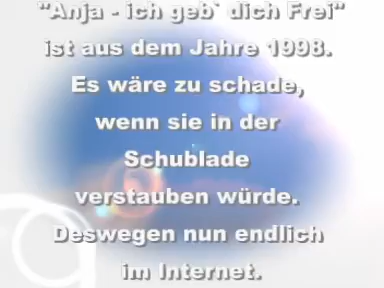 "Anja - ich geb` dich Frei"
ist aus dem Jahre 1998.
Es wäre zu schade,
wenn sie in der
Schublade
verstauben würde.
Deswegen nun endlich
im Internet.